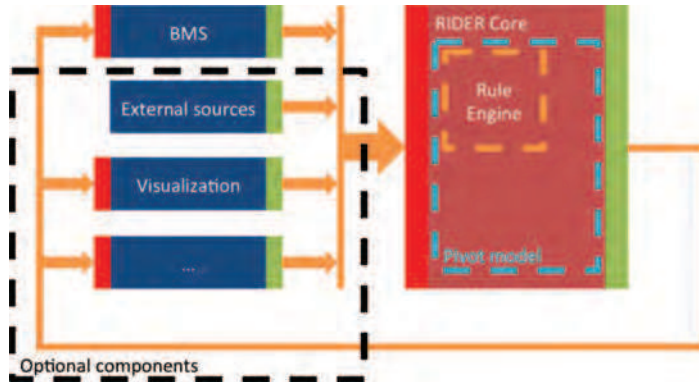 BMS
External sources
Visualization
...
Optional components
RIDER Core
Rule
Engine
Pivot model